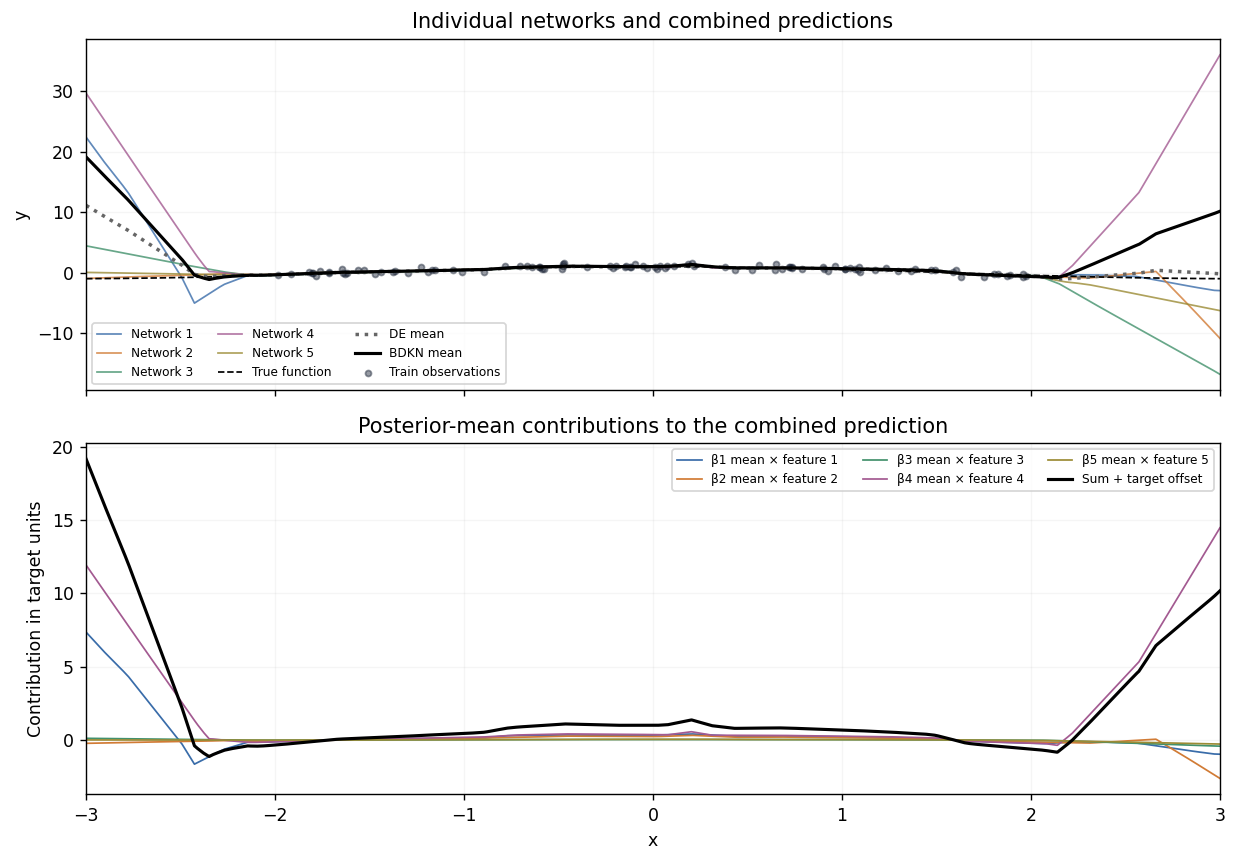 Individual networks and combined predictions
y
30
20
10
0
−10
Network 1
Network 2
Network 3
Network 4
Network 5
True function
DE mean
BDKN mean
Train observations
Posterior-mean contributions to the combined prediction
Contribution in target units
20
15
10
5
0
β1 mean × feature 1
β2 mean × feature 2
β3 mean × feature 3
β4 mean × feature 4
β5 mean × feature 5
Sum + target offset
−3 −2 −1 0 1 2 3
x